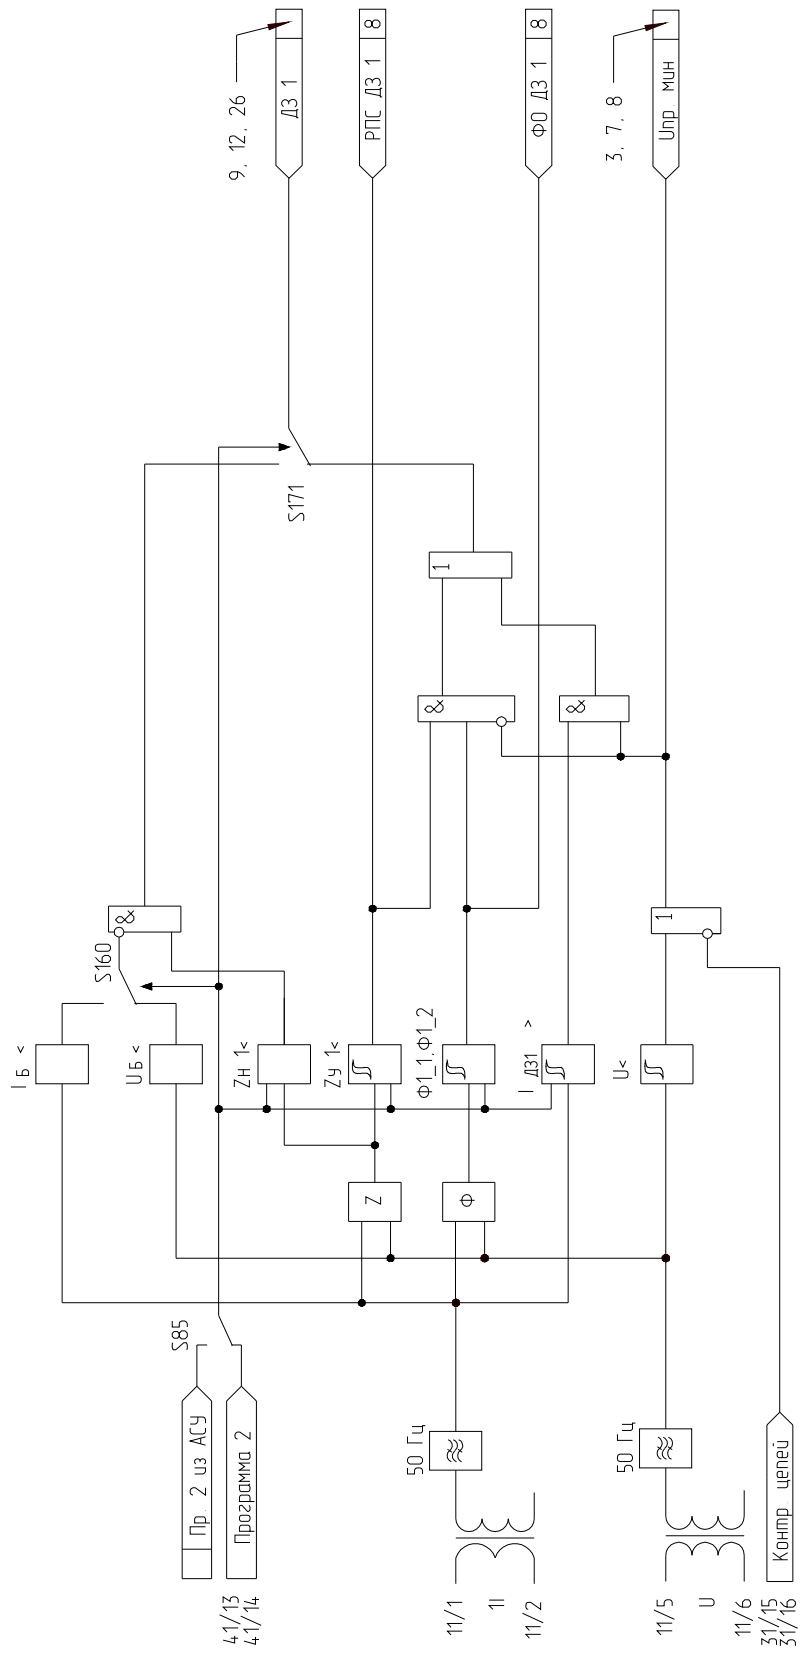 41/13
41/14
Пр. 2 из АСУ
Программа 2
S85
I Б <
U Б <
Zн 1<
Zу 1<
Ф1_1.Ф1_2
I ДЗ1 >
U<
S160
&
Z
Ф
&
&
1
1
S171
50 Гц
50 Гц
11/1
1I
11/2
11/5
U
11/6
31/15
31/16
Контр. цепей
9, 12, 26
ДЗ 1
РПС ДЗ 1
8
ФО ДЗ 1
8
3, 7, 8
Uпр. мин